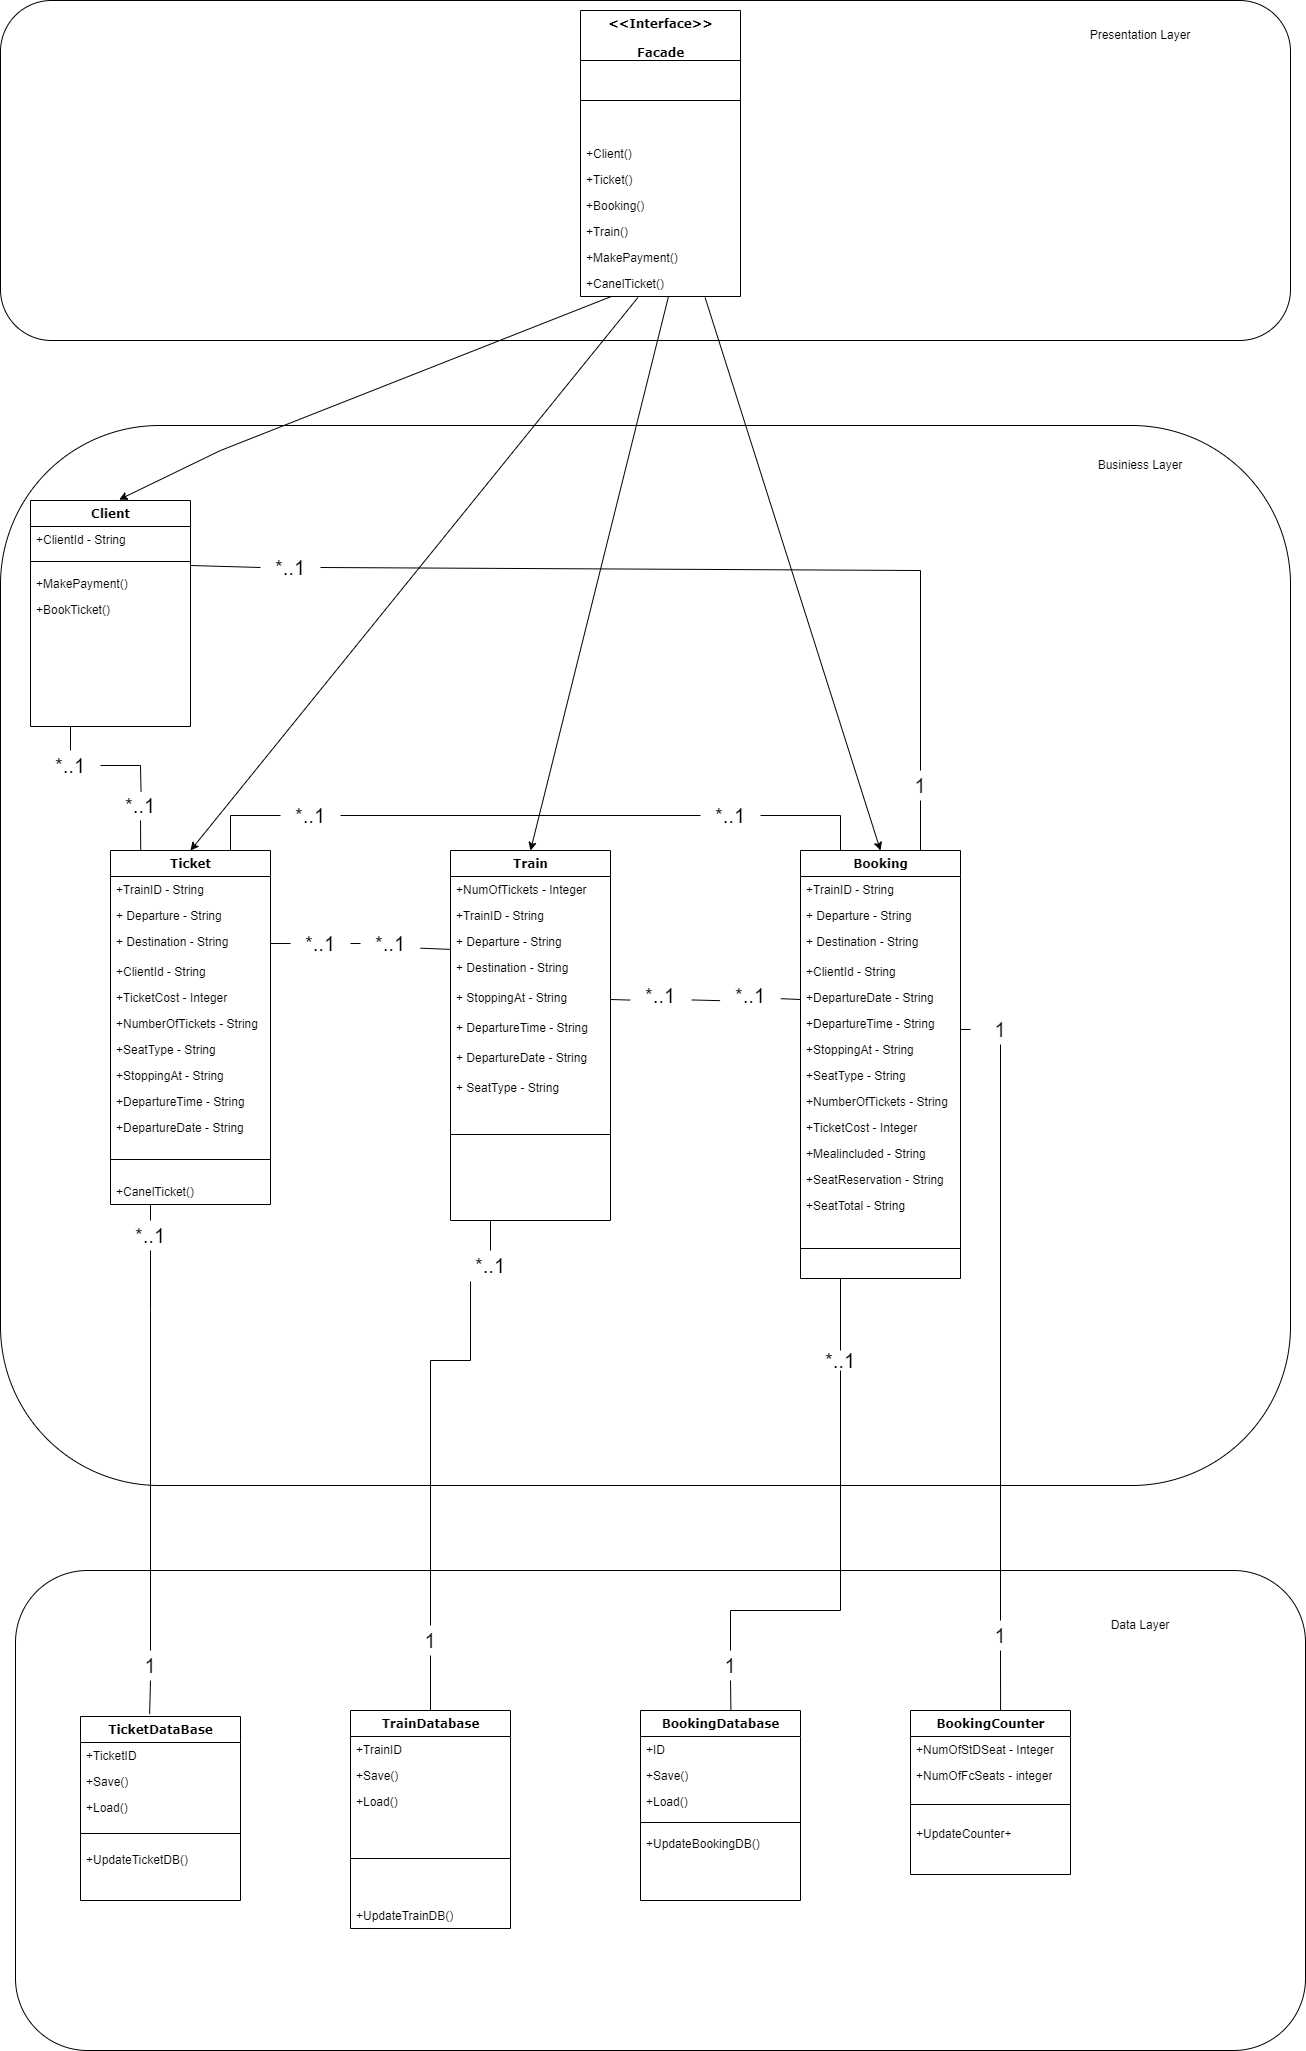 <<Interface>>
Facade
Presentation Layer
+Client()
+Ticket()
+Booking()
+Train()
+MakePayment()
+CanelTicket()
Businiess Layer
Client
+ClientId - String
+MakePayment()
+BookTicket()
*..1
1
*..1
*..1
*..1
*..1
Ticket
+TrainID - String
+ Departure - String
+ Destination - String
+ClientId - String
+TicketCost - Integer
+NumberOfTickets - String
+SeatType - String
+StoppingAt - String
+DepartureTime - String
+DepartureDate - String
+CanelTicket()
*..1
*..1
*..1
Train
+NumOfTickets - Integer
+TrainID - String
+ Departure - String
+ Destination - String
+ StoppingAt - String
+ DepartureTime - String
+ DepartureDate - String
+ SeatType - String
*..1
*..1
*..1
Booking
+TrainID - String
+ Departure - String
+ Destination - String
+ClientId - String
+DepartureDate - String
+DepartureTime - String
+StoppingAt - String
+SeatType - String
+NumberOfTickets - String
+TicketCost - Integer
+Mealincluded - String
+SeatReservation - String
+SeatTotal - String
1
*..1
Data Layer
1
1
1
1
TicketDataBase
+TicketID
+Save()
+Load()
+UpdateTicketDB()
TrainDatabase
+TrainID
+Save()
+Load()
+UpdateTrainDB()
BookingDatabase
+ID
+Save()
+Load()
+UpdateBookingDB()
BookingCounter
+NumOfStDSeat - Integer
+NumOfFcSeats - integer
+UpdateCounter+